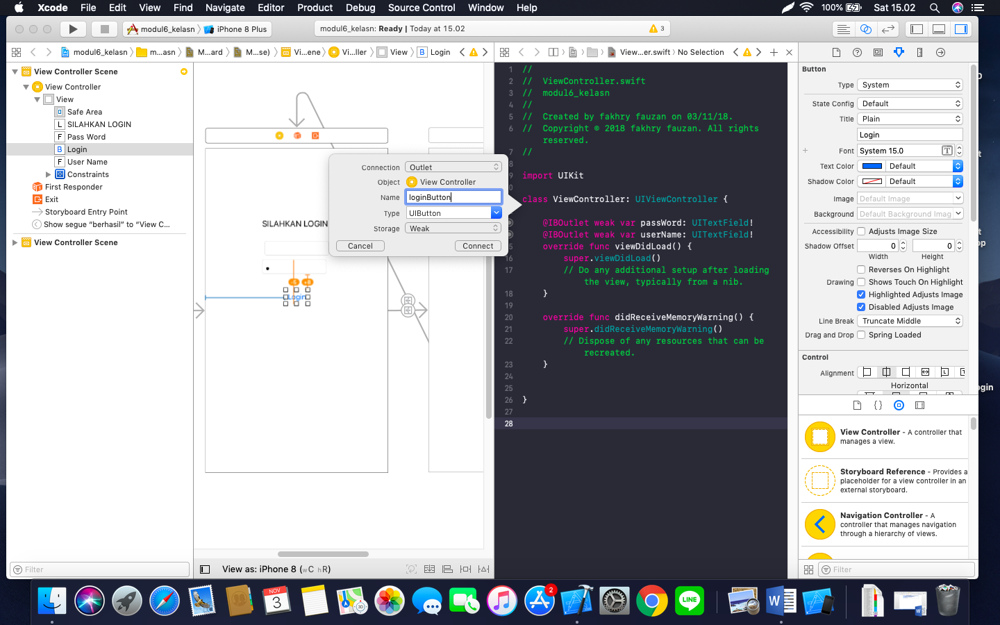 Xcode File Edit View Find Navigate Editor Product Debug Source Control Window Help 100% Sat 15.02
modul6_kelasn iPhone 8 Plus modul6_kelasn: Ready | Today at 15.02 3
modul6_kelasn m...asn M...ard M...se) Vi...ene Vi...ller View B Login
View...er.swift No Selection
View Controller Scene
View Controller
View
Safe Area
L SILAHKAN LOGIN
F Pass Word
B Login
F User Name
Constraints
First Responder
Exit
Storyboard Entry Point
Show segue “berhasil” to “View C...
View Controller Scene
Filter
SILAHKAN LOGIN
Login
View as: iPhone 8 (wC hR)
Connection Outlet
Object View Controller
Name loginButton
Type UIButton
Storage Weak
Cancel Connect
1 //
2 // ViewController.swift
3 // modul6_kelasn
4 //
5 // Created by fakhry fauzan on 03/11/18.
6 // Copyright © 2018 fakhry fauzan. All rights
reserved.
7 //
8
9 import UIKit
0
class ViewController: UIViewController {
@IBOutlet weak var passWord: UITextField!
@IBOutlet weak var userName: UITextField!
5 override func viewDidLoad() {
16 super.viewDidLoad()
17 // Do any additional setup after loading
the view, typically from a nib.
18 }
19
20 override func didReceiveMemoryWarning() {
21 super.didReceiveMemoryWarning()
22 // Dispose of any resources that can be
recreated.
23 }
24
25
26 }
27
28
Button
Type System
State Config Default
Title Plain
Login
Font System 15.0 T
Text Color Default
Shadow Color Default
Image Default Image
Background Default Background Imag
Accessibility Adjusts Image Size
Shadow Offset 0 0
Width Height
Reverses On Highlight
Drawing Shows Touch On Highlight
Highlighted Adjusts Image
Disabled Adjusts Image
Line Break Truncate Middle
Drag and Drop Spring Loaded
Control
Alignment
Horizontal
View Controller - A controller that
manages a view.
Storyboard Reference - Provides a
placeholder for a view controller in an
external storyboard.
Navigation Controller - A
controller that manages navigation
through a hierarchy of views.
Filter
ogin
NOV
3
2
LINE
W